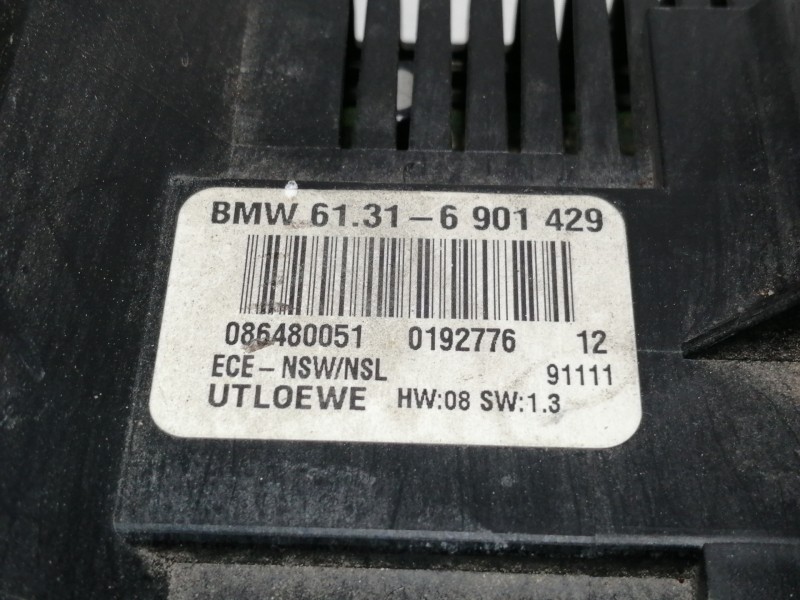 BMW 61.31-6 901 429
086480051 0192776 12
ECE-NSW/NSL 91111
UTLOEWE HW:08 SW:1.3